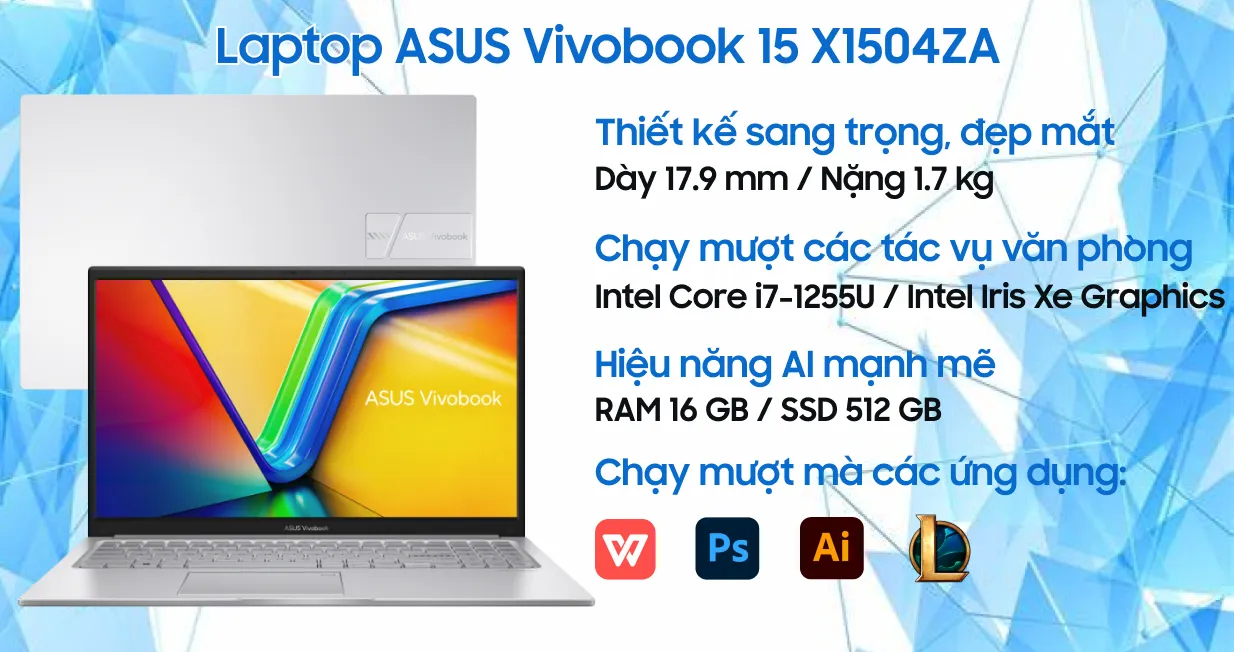 Laptop ASUS Vivobook 15 X1504ZA
Thiết kế sang trọng, đẹp mắt
Dày 17.9 mm / Nặng 1.7 kg
ASUS Vivobook
Chạy mượt các tác vụ văn phòng
Intel Core i7-1255U / Intel Iris Xe Graphics
Hiệu năng AI mạnh mẽ
RAM 16 GB / SSD 512 GB
ASUS Vivobook
Chạy mượt mà các ứng dụng:
ASUS Vivobook
W Ps Ai L